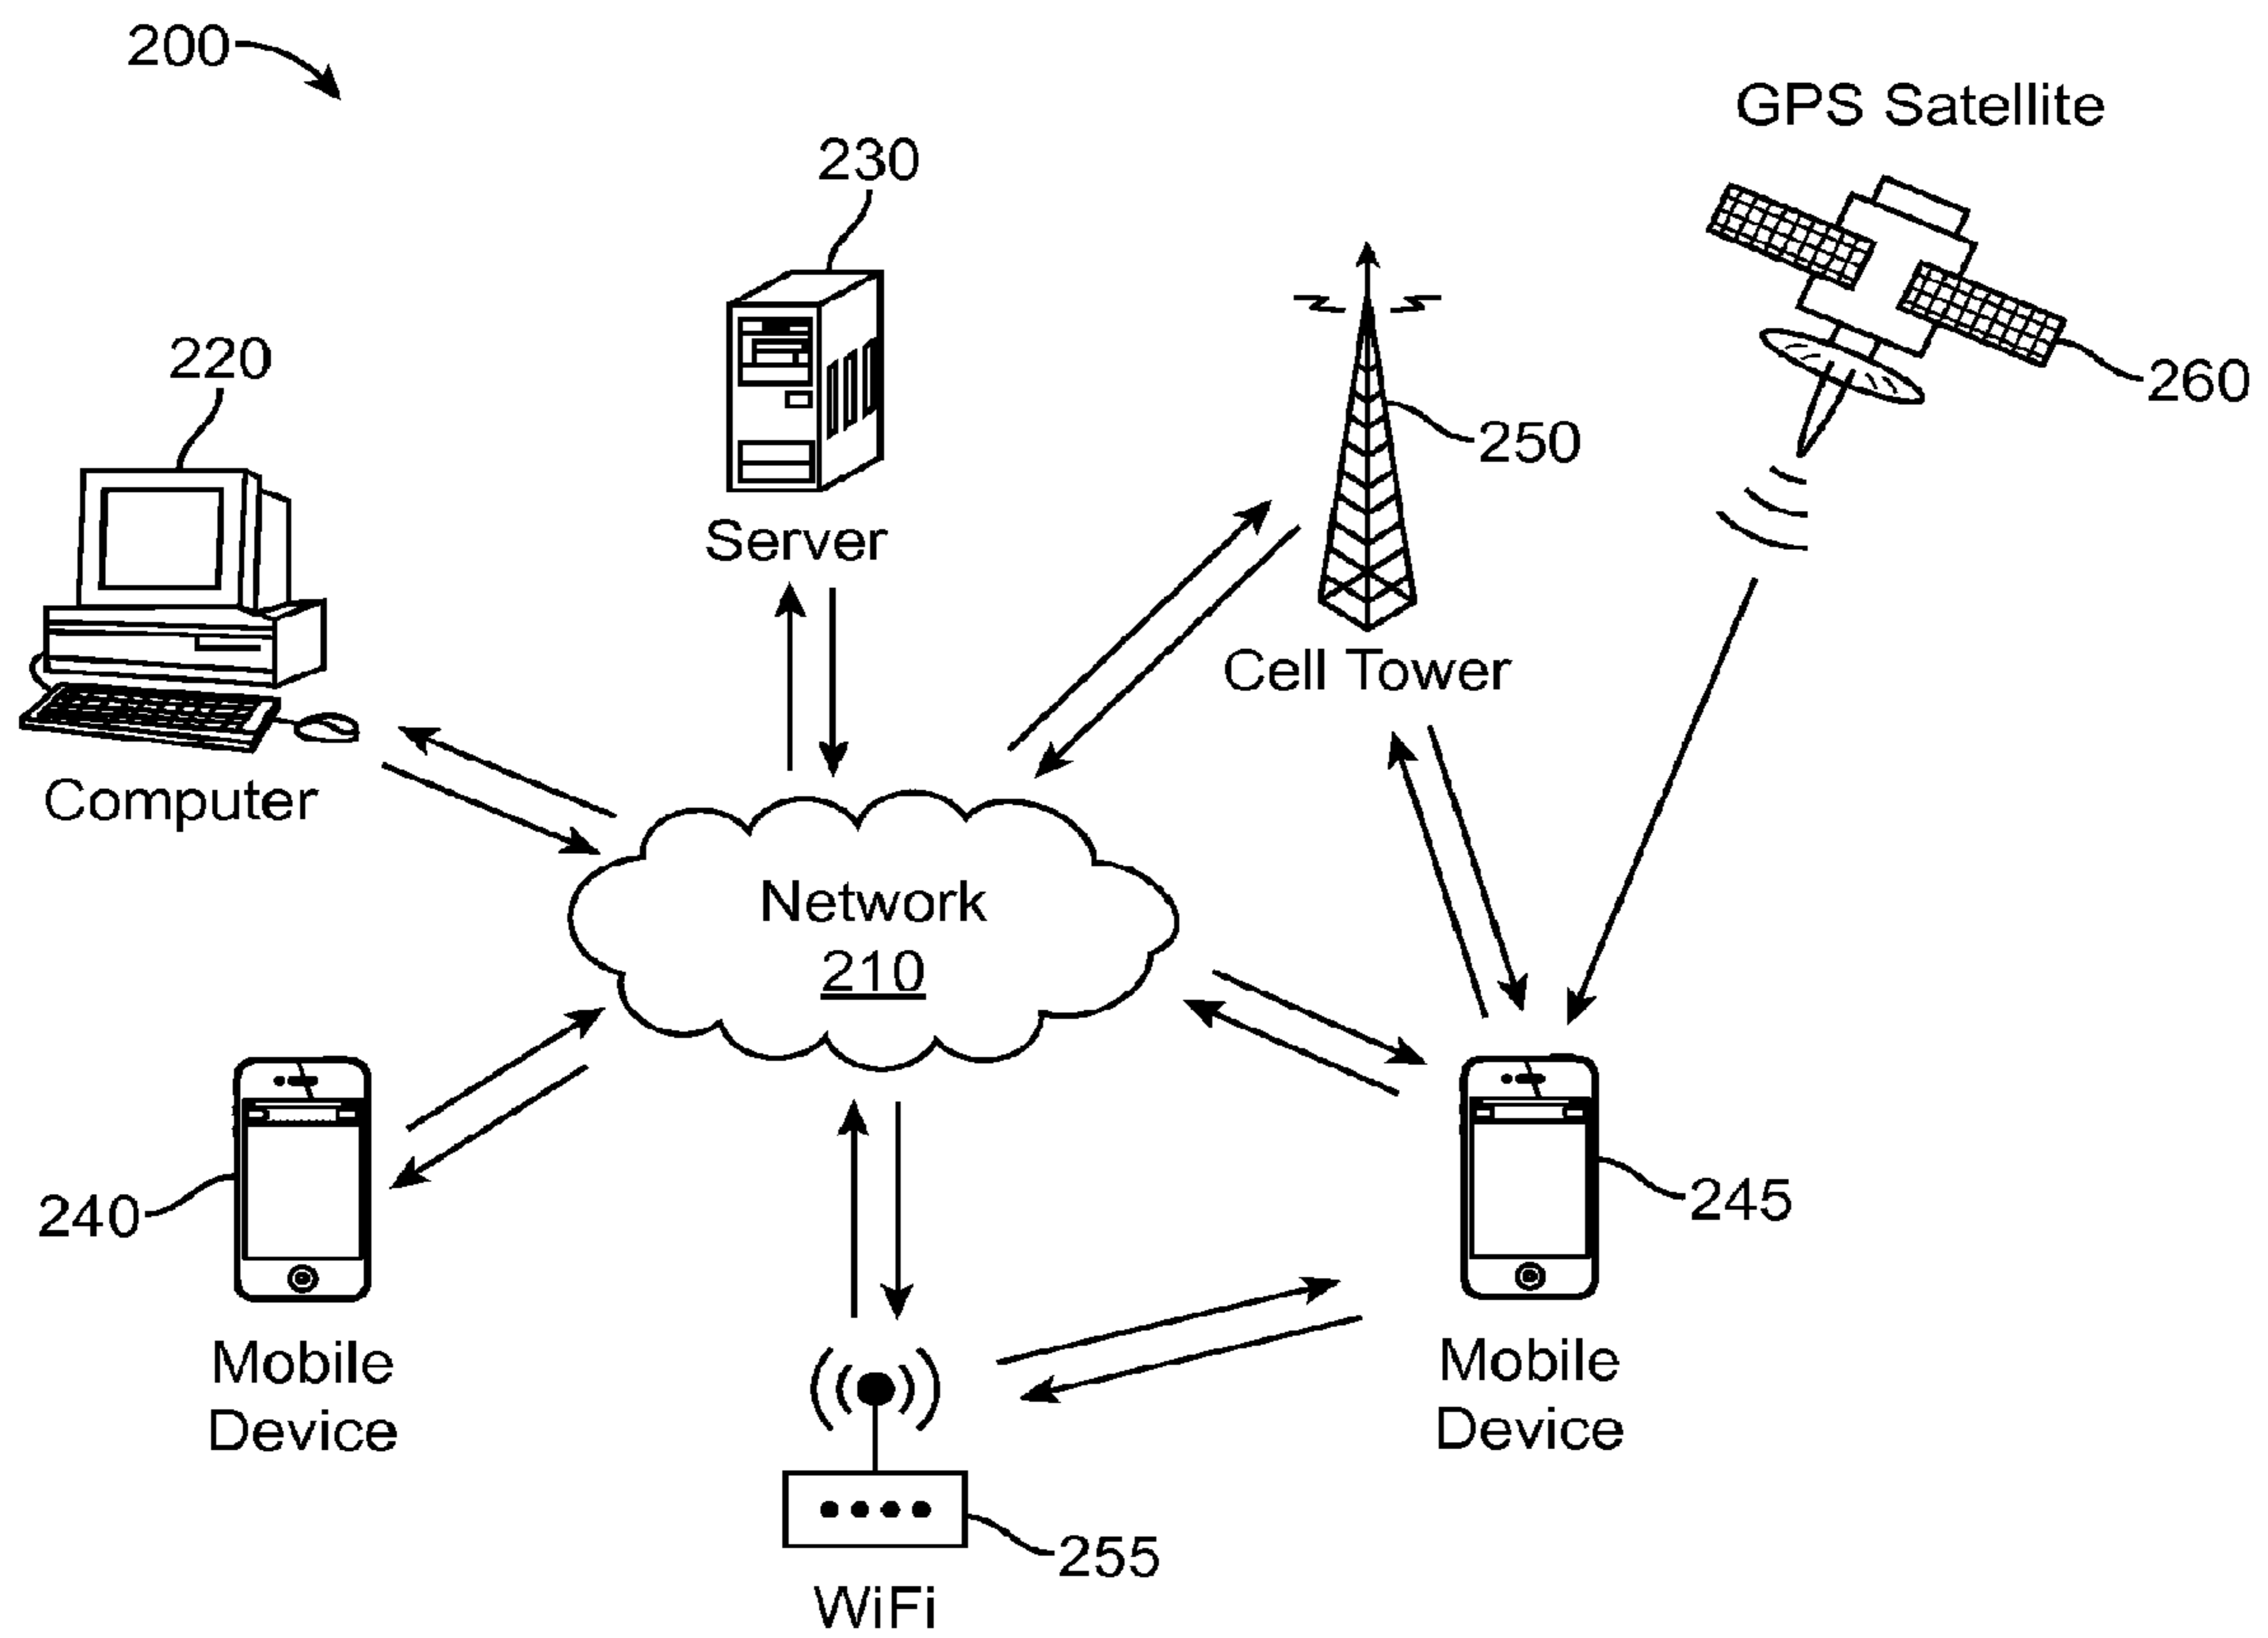 200
GPS Satellite
230
220
260
250
Server
Cell Tower
Computer
Network
210
240
245
Mobile
Device
Mobile
Device
255
WiFi